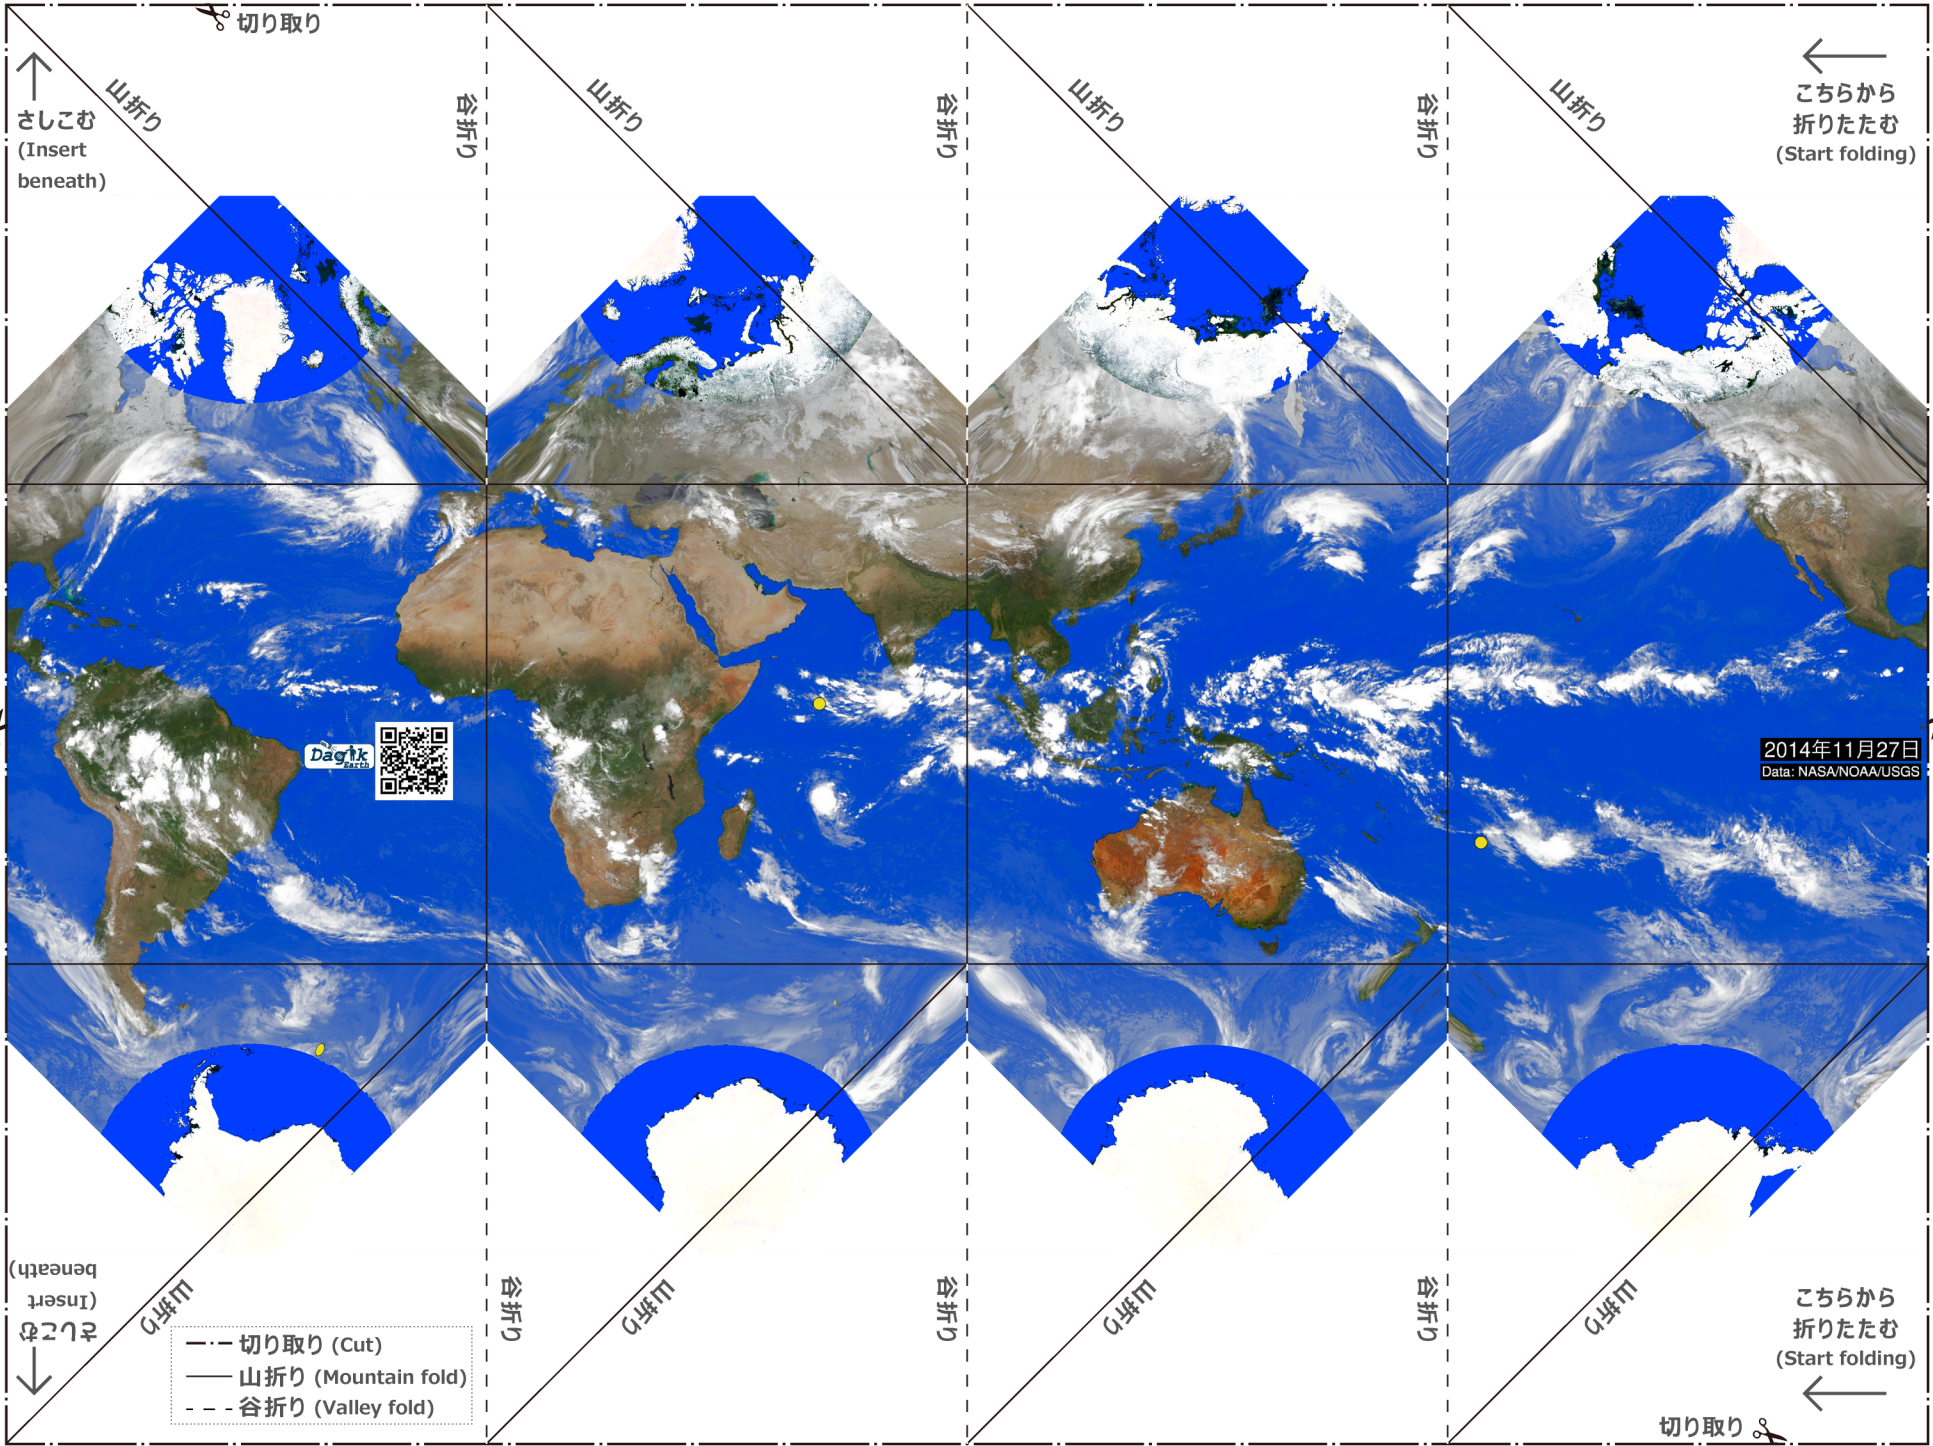 切り取り
山折り
谷折り
山折り
谷折り
山折り
谷折り
山折り
こちらから
折りたたむ
(Start folding)
さしこむ
(Insert
beneath)
Dagik
Earth
2014年11月27日
Data: NASA/NOAA/USGS
さしこむ
(Insert
beneath)
山折り
谷折り
山折り
谷折り
山折り
谷折り
山折り
こちらから
折りたたむ
(Start folding)
切り取り (Cut)
山折り (Mountain fold)
谷折り (Valley fold)
切り取り